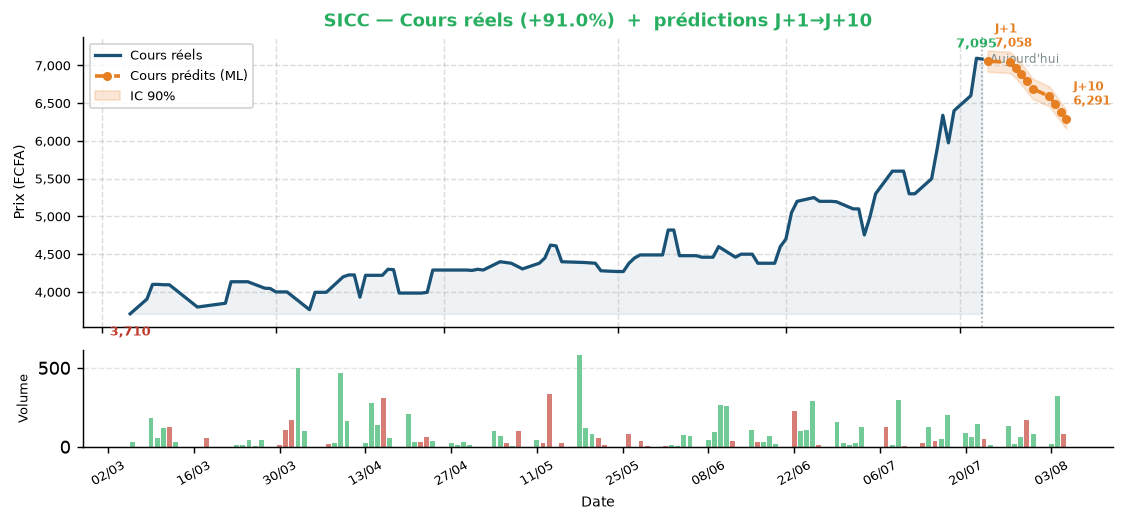 SICC — Cours réels (+91.0%)  +  prédictions J+1→J+10
Cours réels
Cours prédits (ML)
IC 90%
J+1
7,095
7,058
Aujourd'hui
J+10
6,291
3,710
Prix (FCFA)
7,000
6,500
6,000
5,500
5,000
4,500
4,000
Volume
500
0
02/03
16/03
30/03
13/04
27/04
11/05
25/05
08/06
22/06
06/07
20/07
03/08
Date